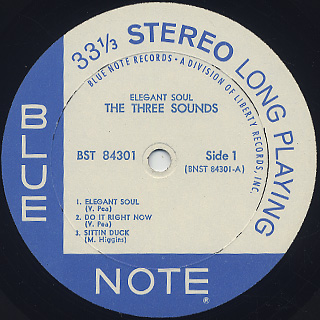 33⅓ STEREO LONG PLAYING
BLUE NOTE RECORDS • A DIVISION OF LIBERTY RECORDS, INC.
ELEGANT SOUL
THE THREE SOUNDS
BST 84301
Side 1
(BNST 84301-A)
1. ELEGANT SOUL
(V. Pea)
2. DO IT RIGHT NOW
(V. Pea)
3. SITTIN DUCK
(M. Higgins)
BLUE
NOTE
®